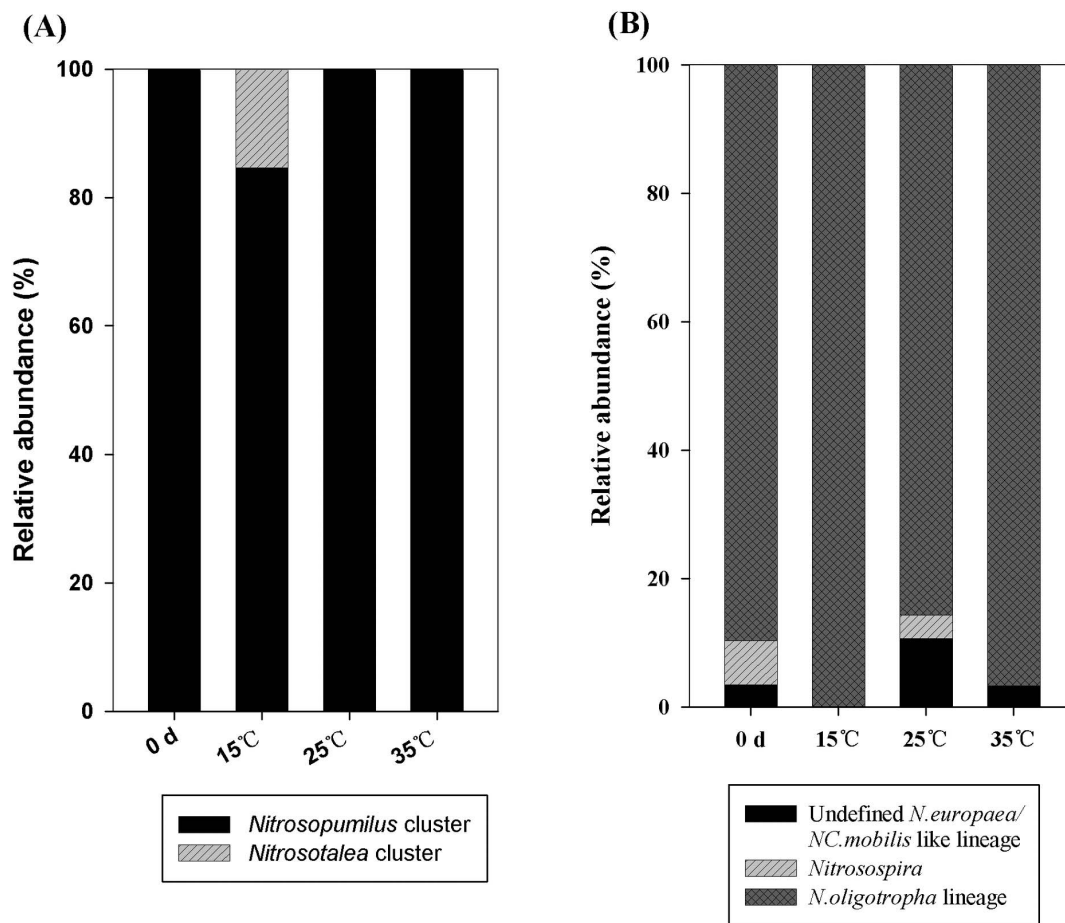 (A)
100
80
60
40
20
0
Relative abundance (%)
0 d 15℃ 25℃ 35℃
Nitrosopumilus cluster
Nitrosotalea cluster
(B)
100
80
60
40
20
0
Relative abundance (%)
0 d 15℃ 25℃ 35℃
Undefined N.europaea/
NC.mobilis like lineage
Nitrosospira
N.oligotropha lineage